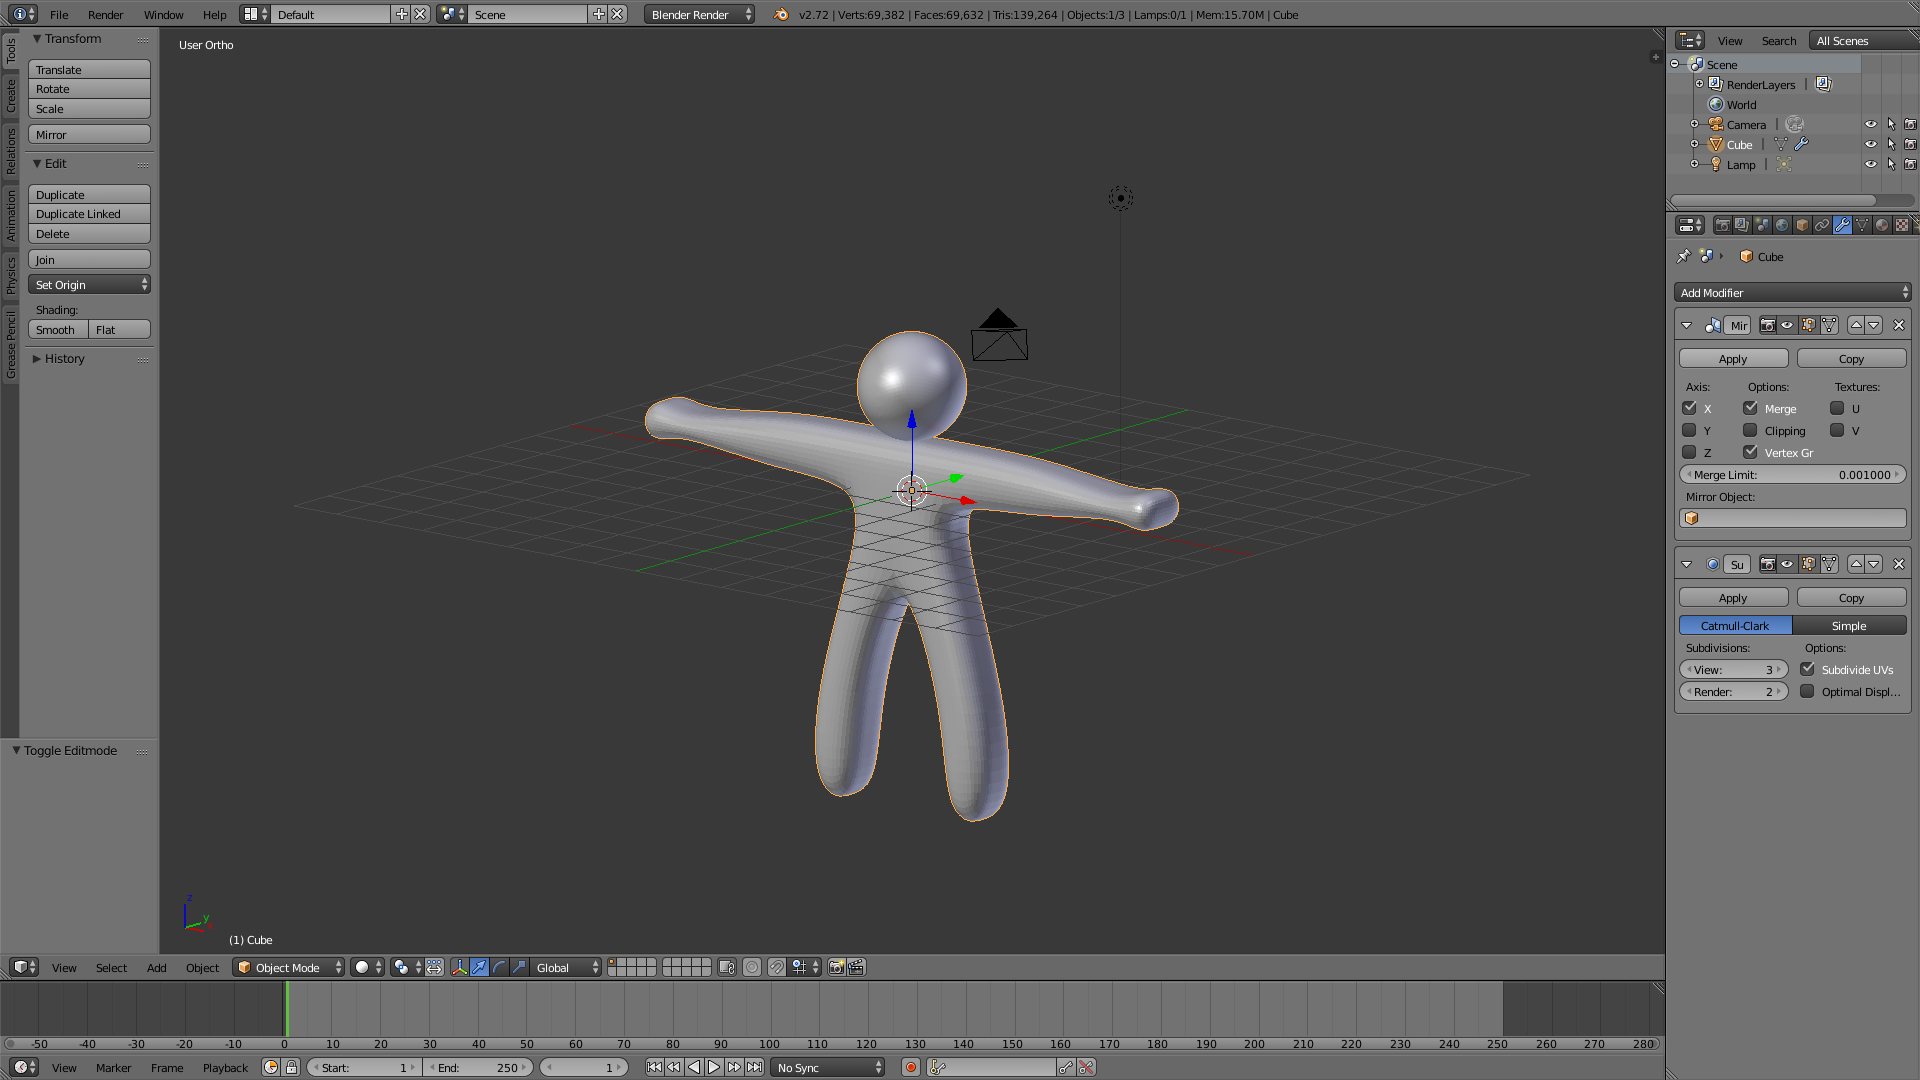 File Render Window Help Default Scene Blender Render v2.72 | Verts:69,382 | Faces:69,632 | Tris:139,264 | Objects:1/3 | Lamps:0/1 | Mem:15.70M | Cube
Tools
Create
Relations
Animation
Physics
Grease Pencil
Transform
Translate
Rotate
Scale
Mirror
Edit
Duplicate
Duplicate Linked
Delete
Join
Set Origin
Shading:
Smooth Flat
History
Toggle Editmode
User Ortho
z
y
x
(1) Cube
View Select Add Object Object Mode Global
-50 -40 -30 -20 -10 0 10 20 30 40 50 60 70 80 90 100 110 120 130 140 150 160 170 180 190 200 210 220 230 240 250 260 270 280
View Marker Frame Playback Start: 1 End: 250 1 No Sync
View Search All Scenes
Scene
RenderLayers |
World
Camera |
Cube |
Lamp |
Cube
Add Modifier
Mir
Apply Copy
Axis: Options: Textures:
X Merge U
Y Clipping V
Z Vertex Gr
Merge Limit: 0.001000
Mirror Object:
Su
Apply Copy
Catmull-Clark Simple
Subdivisions: Options:
View: 3 Subdivide UVs
Render: 2 Optimal Displ...